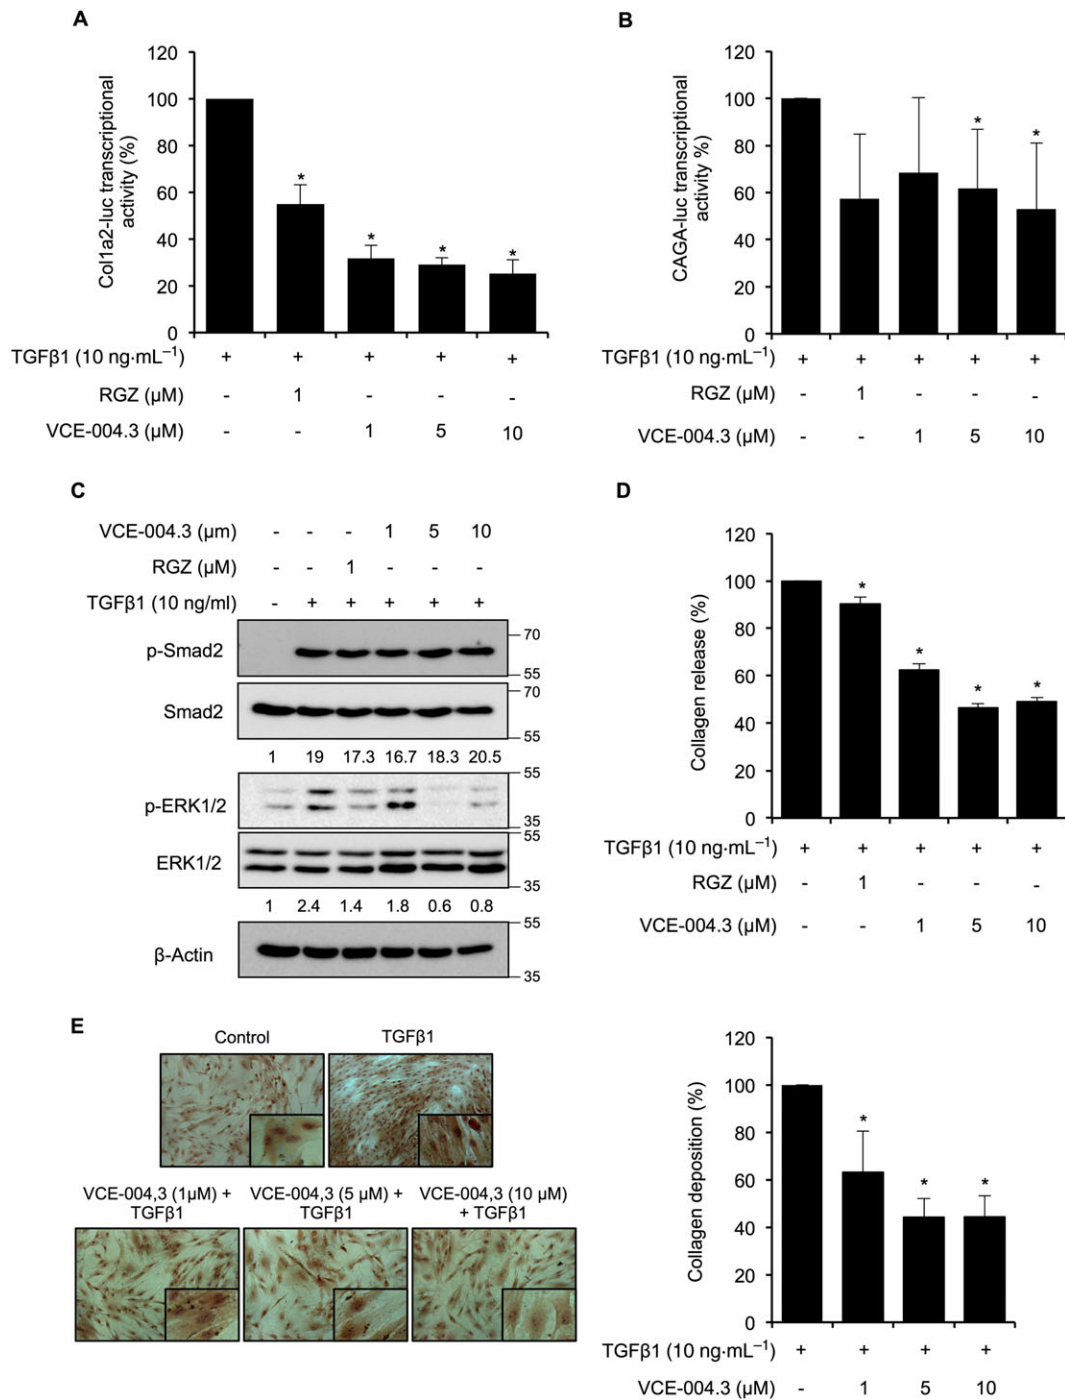 A
Col1a2-luc transcriptional
activity (%)
120
100
80
60
40
20
0
* * * *
TGFβ1 (10 ng·mL⁻¹) + + + + +
RGZ (µM) - 1 - - -
VCE-004.3 (µM) - - 1 5 10
B
CAGA-luc transcriptional
activity %)
120
100
80
60
40
20
0
* *
TGFβ1 (10 ng·mL⁻¹) + + + + +
RGZ (µM) - 1 - - -
VCE-004.3 (µM) - - 1 5 10
C
VCE-004.3 (µm) - - - 1 5 10
RGZ (µM) - - 1 - - -
TGFβ1 (10 ng/ml) - + + + + +
p-Smad2
70
55
Smad2
70
55
1 19 17.3 16.7 18.3 20.5
p-ERK1/2
55
35
ERK1/2
55
35
1 2.4 1.4 1.8 0.6 0.8
β-Actin
55
35
D
Collagen release (%)
120
100
80
60
40
20
0
* * * *
TGFβ1 (10 ng·mL⁻¹) + + + + +
RGZ (µM) - 1 - - -
VCE-004.3 (µM) - - 1 5 10
E
Control
TGFβ1
VCE-004,3 (1µM) +
TGFβ1
VCE-004,3 (5 µM) +
TGFβ1
VCE-004,3 (10 µM)
+ TGFβ1
Collagen deposition (%)
120
100
80
60
40
20
0
* * *
TGFβ1 (10 ng·mL⁻¹) + + + +
VCE-004.3 (µM) - 1 5 10